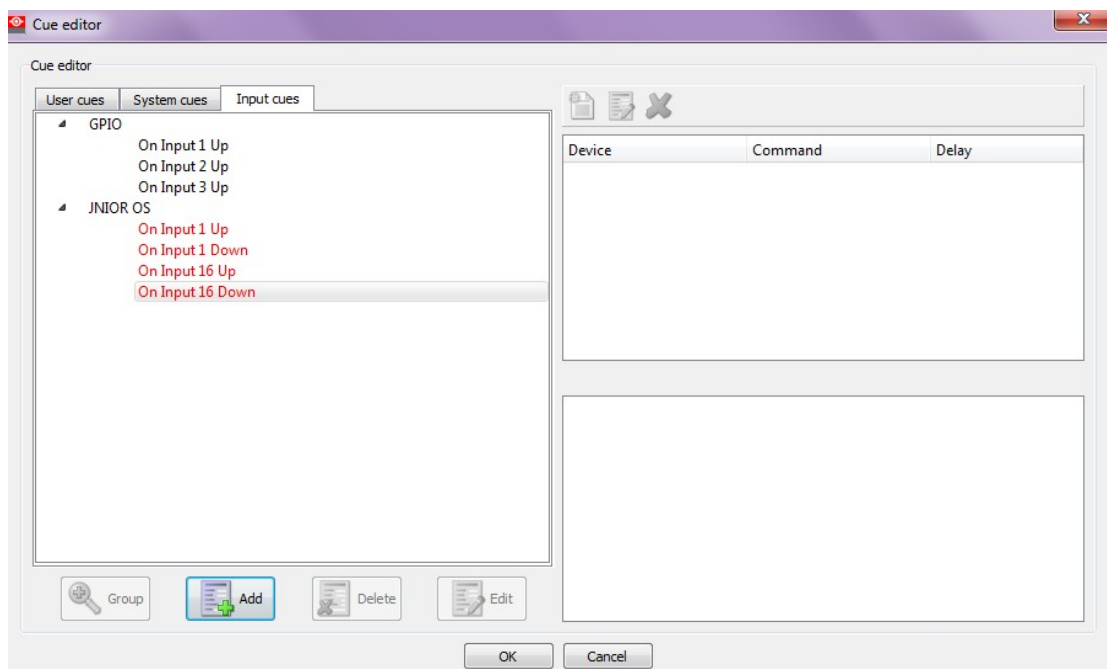 Cue editor
Cue editor
User cues System cues Input cues
GPIO
On Input 1 Up
On Input 2 Up
On Input 3 Up
JNIOR OS
On Input 1 Up
On Input 1 Down
On Input 16 Up
On Input 16 Down
Device Command Delay
Group Add Delete Edit
OK Cancel